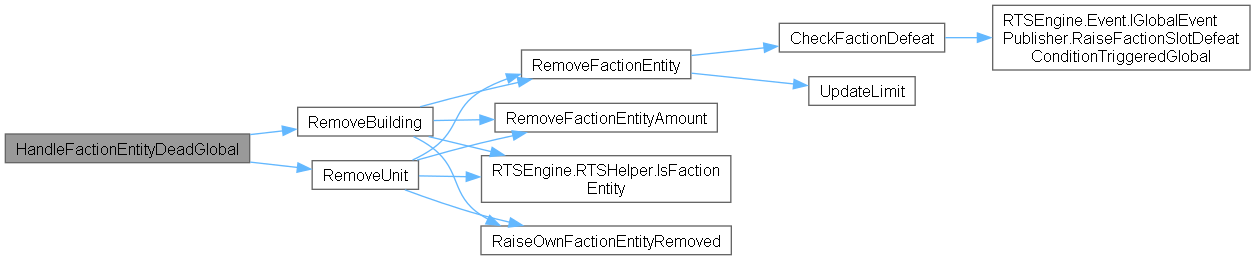 HandleFactionEntityDeadGlobal
RemoveBuilding
RemoveUnit
RemoveFactionEntity
RemoveFactionEntityAmount
RTSEngine.RTSHelper.IsFaction
Entity
RaiseOwnFactionEntityRemoved
CheckFactionDefeat
UpdateLimit
RTSEngine.Event.IGlobalEvent
Publisher.RaiseFactionSlotDefeat
ConditionTriggeredGlobal